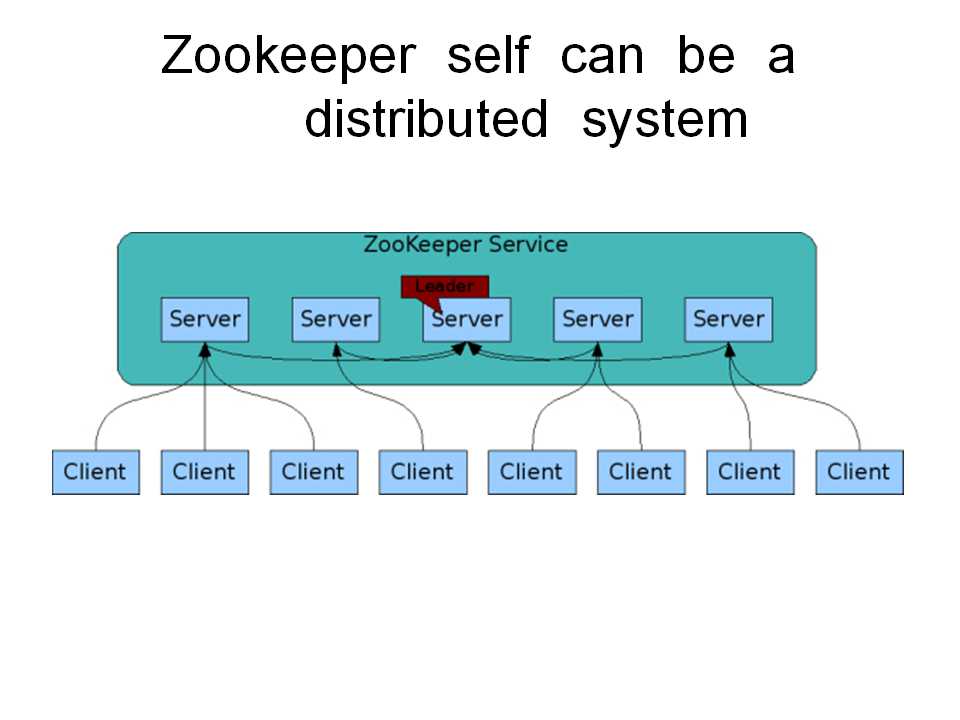 Zookeeper self can be a
distributed system
ZooKeeper Service
Leader
Server Server Server Server Server
Client Client Client Client Client Client Client Client